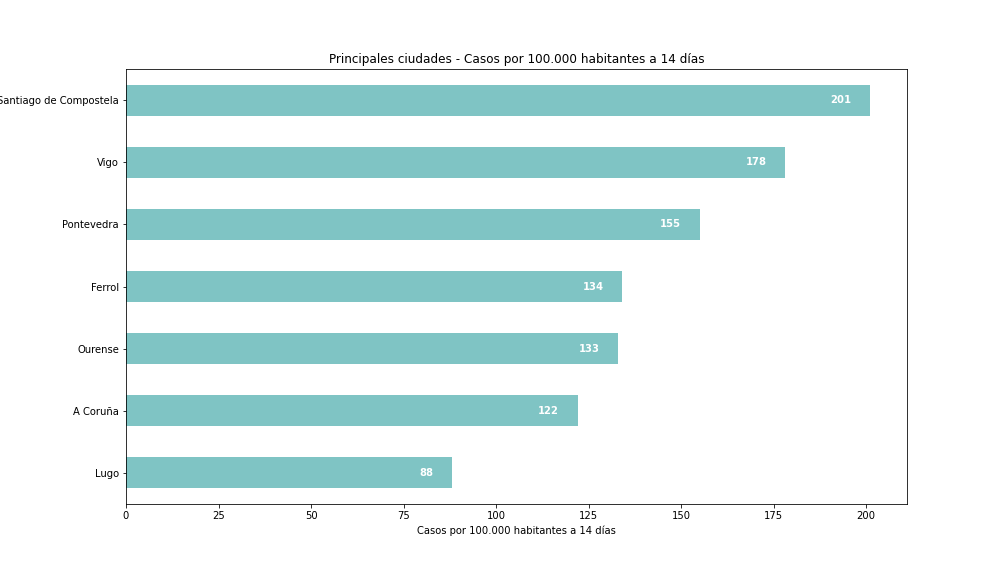 Principales ciudades - Casos por 100.000 habitantes a 14 días
Santiago de Compostela
201
Vigo
178
Pontevedra
155
Ferrol
134
Ourense
133
A Coruña
122
Lugo
88
0 25 50 75 100 125 150 175 200
Casos por 100.000 habitantes a 14 días